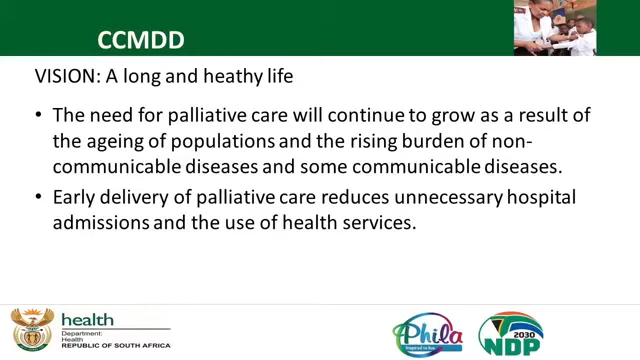 CCMDD
VISION: A long and heathy life
• The need for palliative care will continue to grow as a result of
the ageing of populations and the rising burden of non-
communicable diseases and some communicable diseases.
• Early delivery of palliative care reduces unnecessary hospital
admissions and the use of health services.
health
Department:
Health
REPUBLIC OF SOUTH AFRICA
Phila
2030
NDP